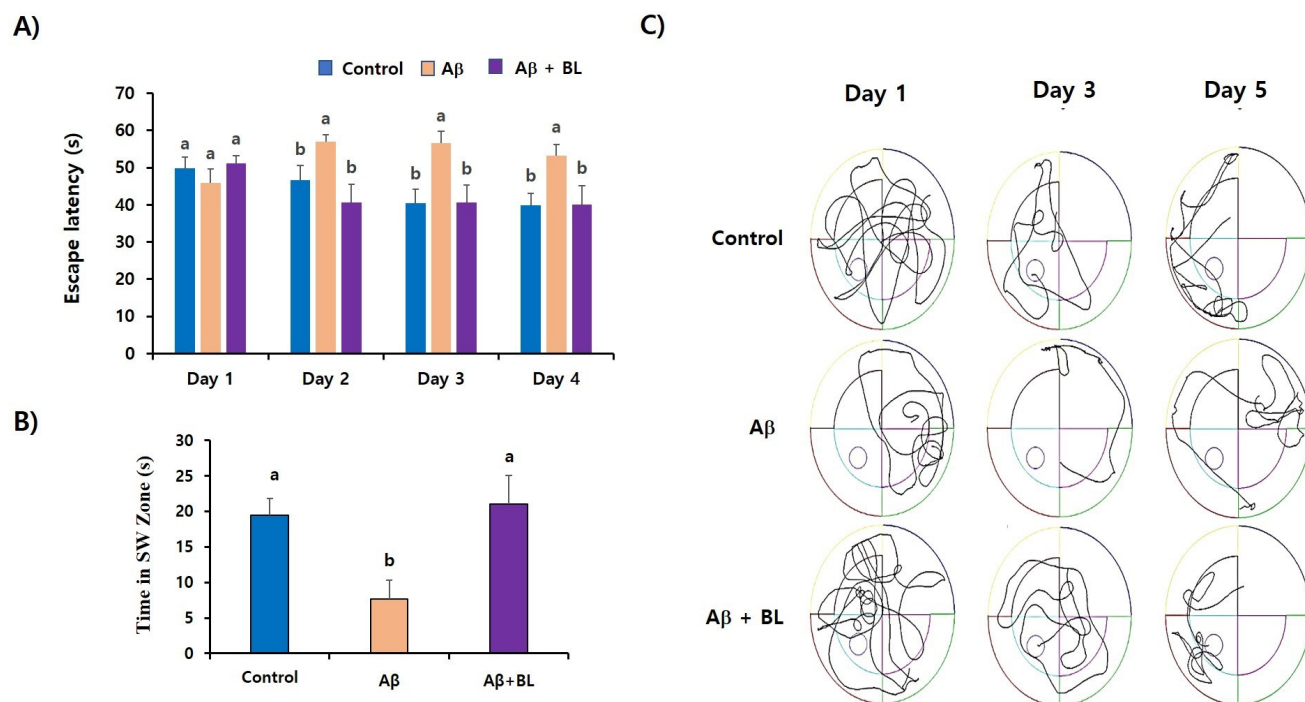 A)
Control Aβ Aβ + BL
Escape latency (s)
70
60
50
40
30
20
10
0
a a a
b a b
b a b
b a b
Day 1 Day 2 Day 3 Day 4
B)
Time in SW Zone (s)
30
25
20
15
10
5
0
a b a
Control Aβ Aβ+BL
C)
Day 1 Day 3 Day 5
Control
Aβ
Aβ + BL